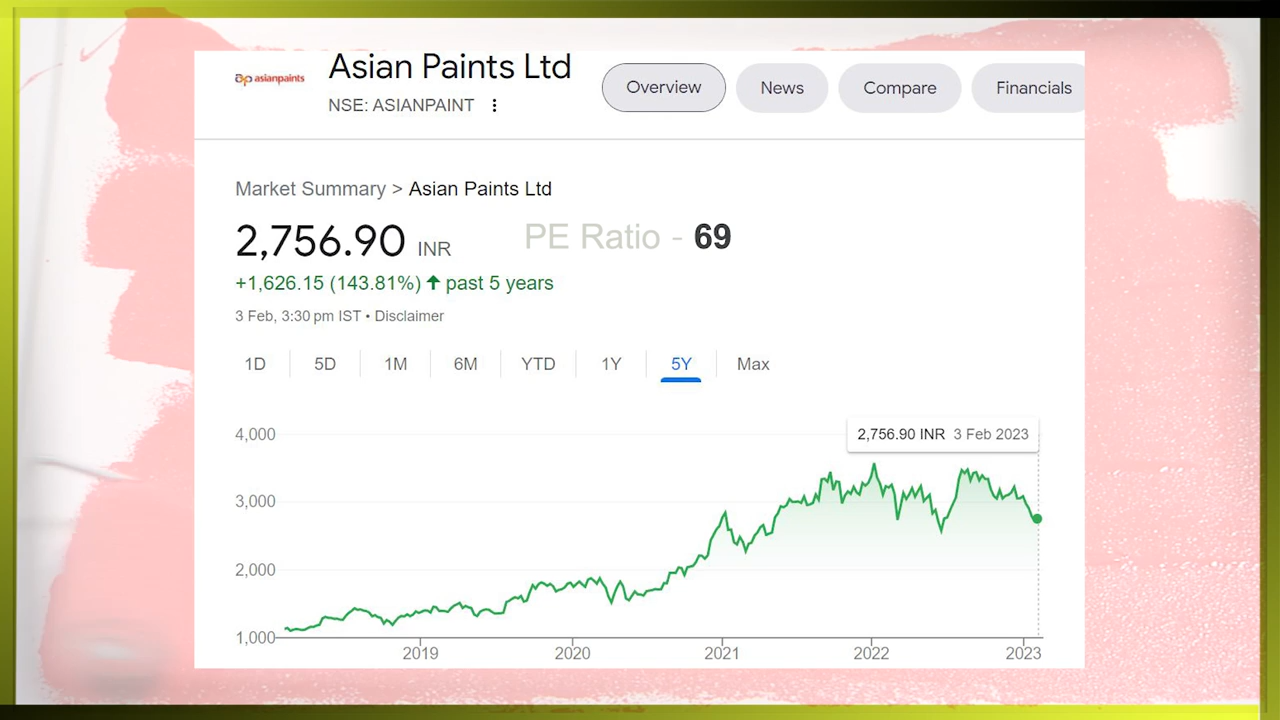 asianpaints
Asian Paints Ltd
NSE: ASIANPAINT
Overview
News
Compare
Financials
Market Summary > Asian Paints Ltd
2,756.90 INR
PE Ratio - 69
+1,626.15 (143.81%) ↑ past 5 years
3 Feb, 3:30 pm IST • Disclaimer
1D 5D 1M 6M YTD 1Y 5Y Max
2,756.90 INR 3 Feb 2023
4,000
3,000
2,000
1,000
2019 2020 2021 2022 2023